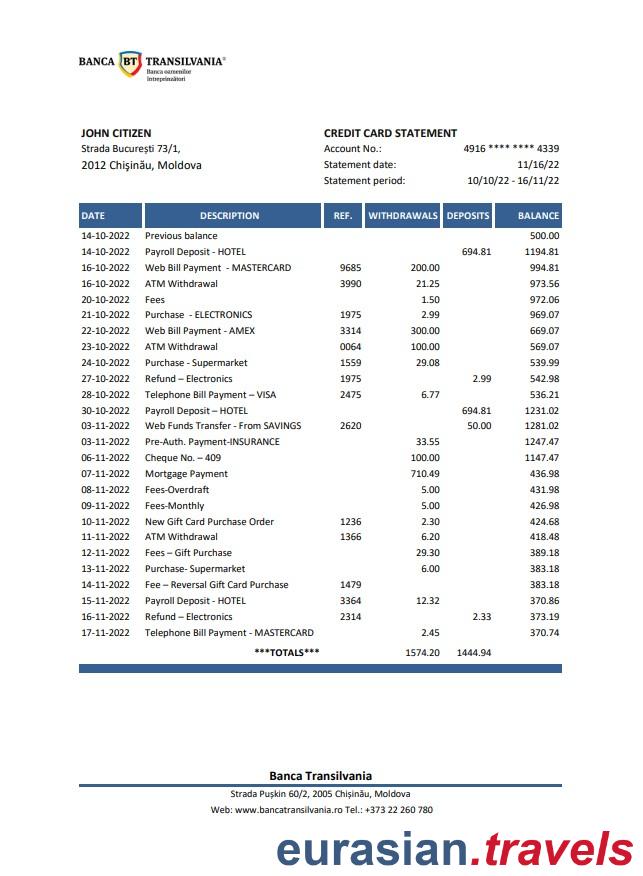 BANCA BT TRANSILVANIA®
Banca oamenilor
întreprinzători
JOHN CITIZEN
Strada București 73/1,
2012 Chişinău, Moldova
CREDIT CARD STATEMENT
Account No.: 4916 **** **** 4339
Statement date: 11/16/22
Statement period: 10/10/22 - 16/11/22
DATE DESCRIPTION REF. WITHDRAWALS DEPOSITS BALANCE
14-10-2022 Previous balance 500.00
14-10-2022 Payroll Deposit - HOTEL 694.81 1194.81
16-10-2022 Web Bill Payment - MASTERCARD 9685 200.00 994.81
16-10-2022 ATM Withdrawal 3990 21.25 973.56
20-10-2022 Fees 1.50 972.06
21-10-2022 Purchase - ELECTRONICS 1975 2.99 969.07
22-10-2022 Web Bill Payment - AMEX 3314 300.00 669.07
23-10-2022 ATM Withdrawal 0064 100.00 569.07
24-10-2022 Purchase - Supermarket 1559 29.08 539.99
27-10-2022 Refund – Electronics 1975 2.99 542.98
28-10-2022 Telephone Bill Payment – VISA 2475 6.77 536.21
30-10-2022 Payroll Deposit – HOTEL 694.81 1231.02
03-11-2022 Web Funds Transfer - From SAVINGS 2620 50.00 1281.02
03-11-2022 Pre-Auth. Payment-INSURANCE 33.55 1247.47
06-11-2022 Cheque No. – 409 100.00 1147.47
07-11-2022 Mortgage Payment 710.49 436.98
08-11-2022 Fees-Overdraft 5.00 431.98
09-11-2022 Fees-Monthly 5.00 426.98
10-11-2022 New Gift Card Purchase Order 1236 2.30 424.68
11-11-2022 ATM Withdrawal 1366 6.20 418.48
12-11-2022 Fees – Gift Purchase 29.30 389.18
13-11-2022 Purchase- Supermarket 6.00 383.18
14-11-2022 Fee – Reversal Gift Card Purchase 1479 383.18
15-11-2022 Payroll Deposit - HOTEL 3364 12.32 370.86
16-11-2022 Refund – Electronics 2314 2.33 373.19
17-11-2022 Telephone Bill Payment - MASTERCARD 2.45 370.74
***TOTALS*** 1574.20 1444.94
Banca Transilvania
Strada Pușkin 60/2, 2005 Chișinău, Moldova
Web: www.bancatransilvania.ro Tel.: +373 22 260 780
eurasian.travels